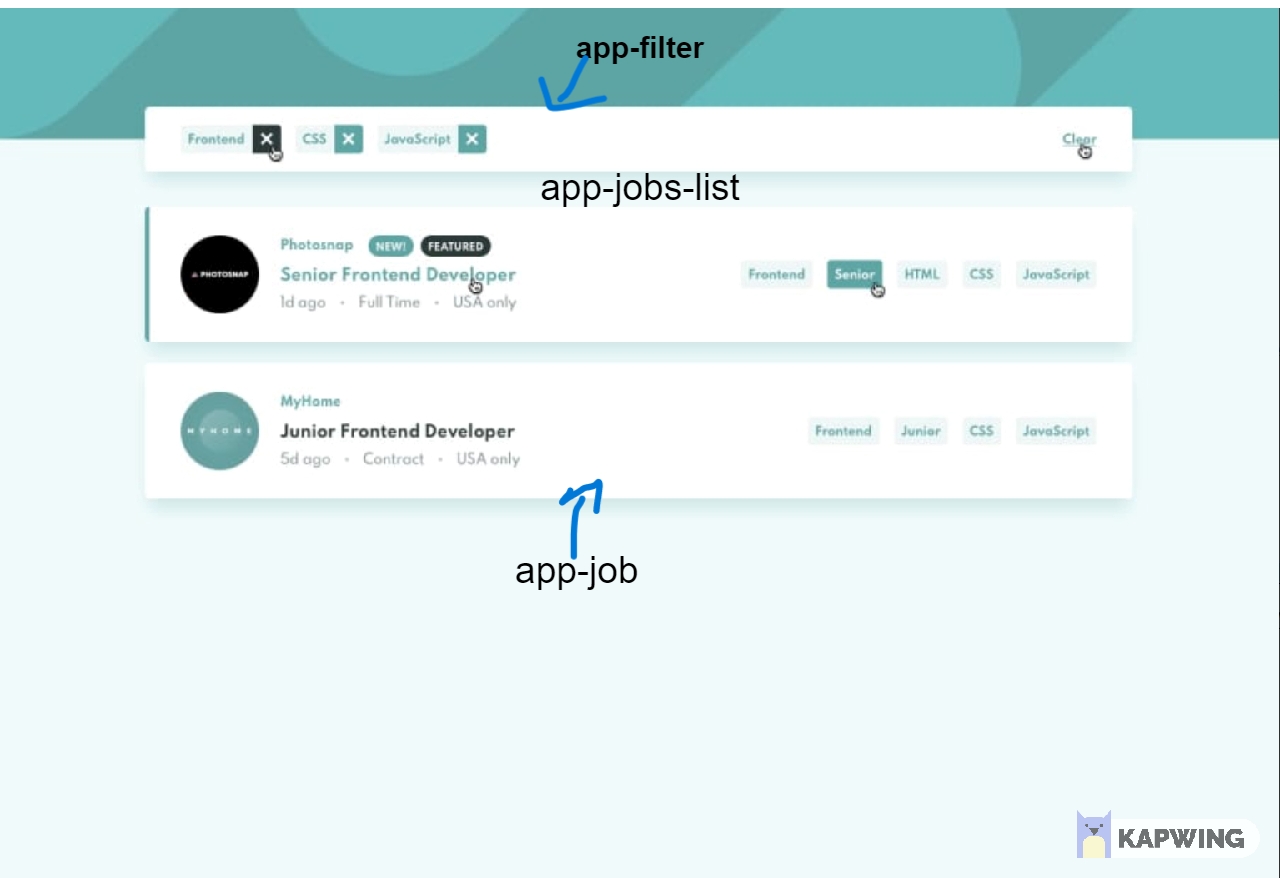 app-filter
Frontend CSS JavaScript Clear
app-jobs-list
Photosnap NEW! FEATURED
PHOTOSNAP
Senior Frontend Developer
Frontend Senior HTML CSS JavaScript
1d ago • Full Time • USA only
MyHome
MYHOME
Junior Frontend Developer
Frontend Junior CSS JavaScript
5d ago • Contract • USA only
app-job
KAPWING